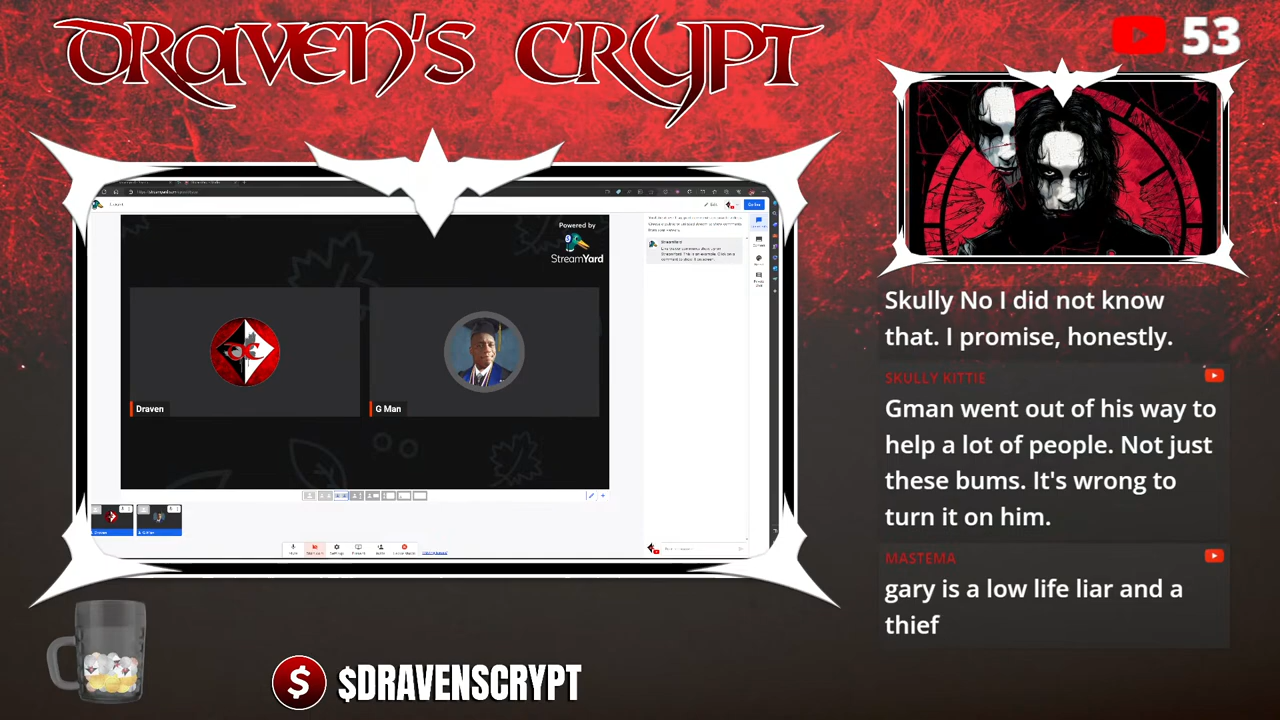 DRAVEN'S CRYPT
53
Powered by
StreamYard
Draven
G Man
Skully No I did not know
that. I promise, honestly.
SKULLY KITTIE
Gman went out of his way to
help a lot of people. Not just
these bums. It's wrong to
turn it on him.
MASTEMA
gary is a low life liar and a
thief
$
$DRAVENSCRYPT